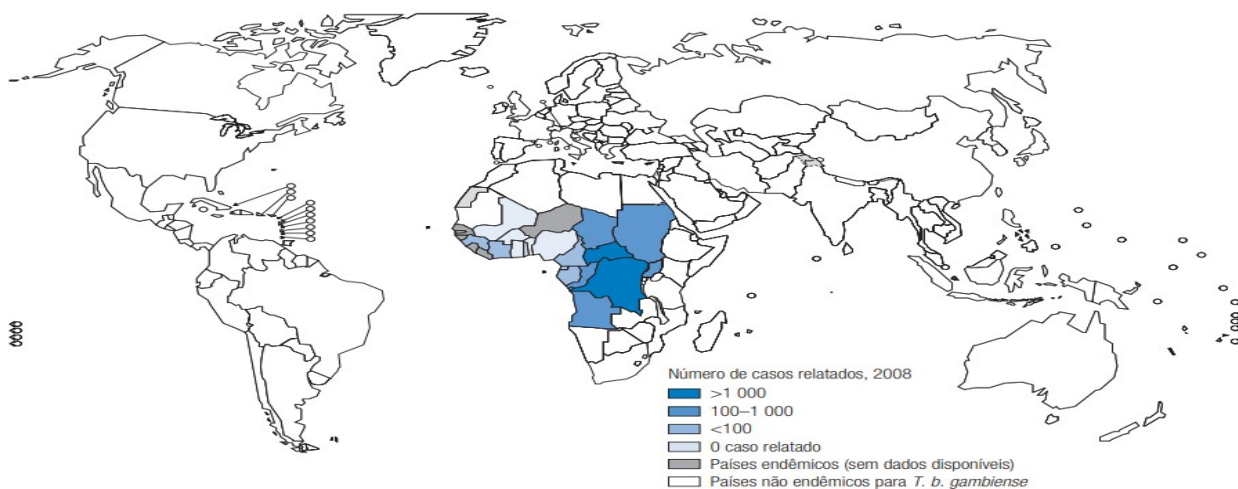 Número de casos relatados, 2008
>1 000
100–1 000
<100
0 caso relatado
Países endêmicos (sem dados disponíveis)
Países não endêmicos para T. b. gambiense